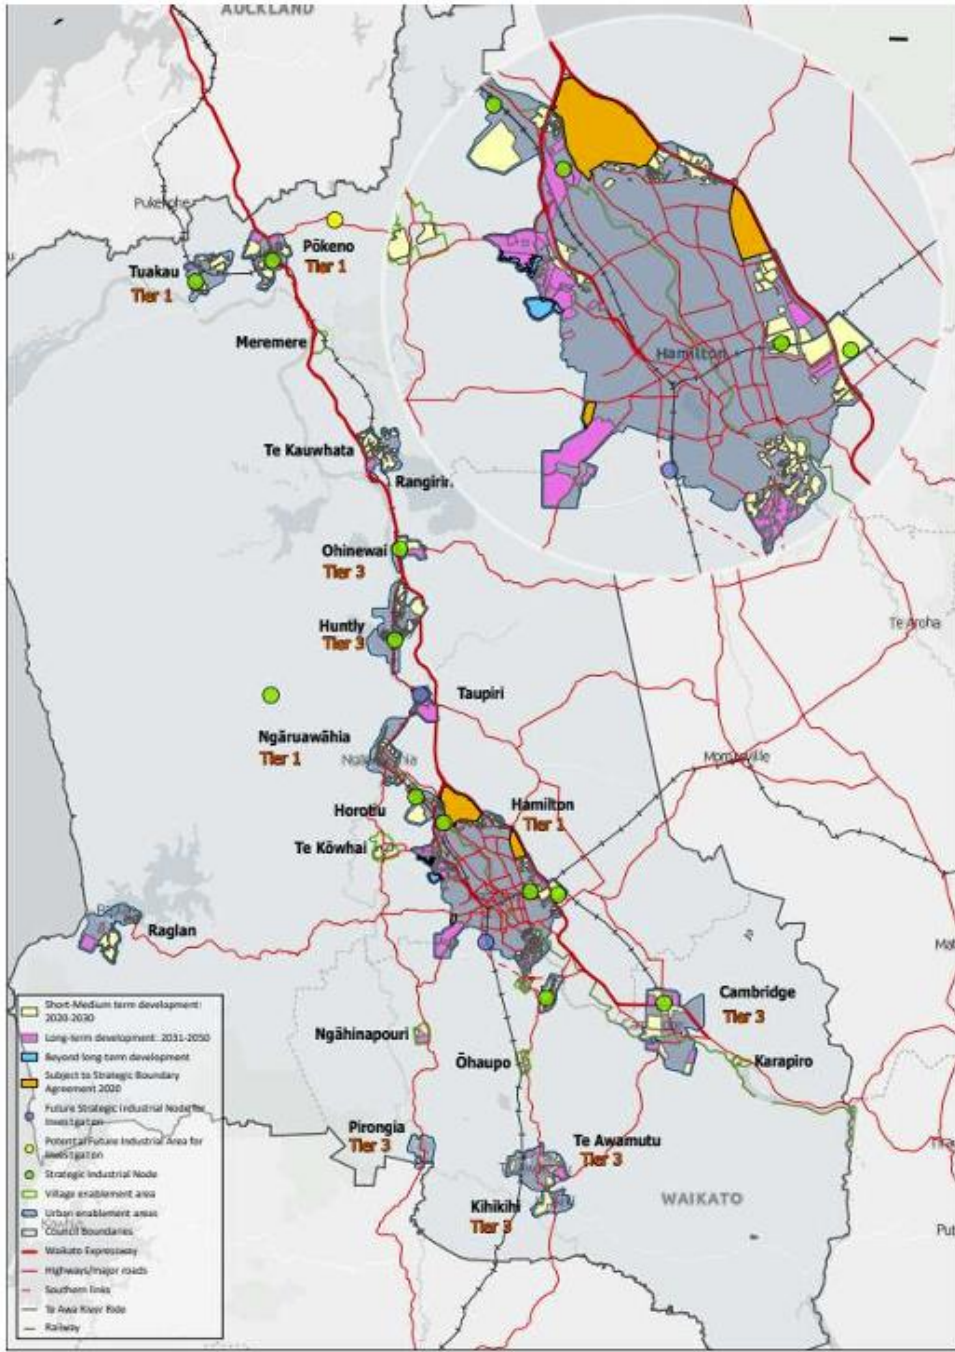 AUCKLAND
Pukekohe
Pōkeno
Tier 1
Tuakau
Tier 1
Meremere
Hamilton
Te Kauwhata
Rangirir
Ohinewai
Tier 3
Huntly
Tier 3
Te Aroha
Taupiri
Ngāruawāhia
Tier 1
Morrinsville
Horotiu
Hamilton
Tier 1
Te Kōwhai
Raglan
Mat
Cambridge
Tier 3
Ngāhinapouri
Ōhaupo
Karapiro
Pirongia
Tier 3
Te Awamutu
Tier 3
Kihikihi
Tier 3
WAIKATO
Put
Short-Medium term development:
2020-2030
Long-term development: 2031-2050
Beyond long-term development
Subject to Strategic Boundary
Agreement 2020
Future Strategic Industrial Node for
Investigation
Potential Future Industrial Area for
Investigation
Strategic Industrial Node
Village enablement area
Urban enablement areas
Council Boundaries
Waikato Expressway
Highways/major roads
Southern links
Te Awa River Ride
Railway